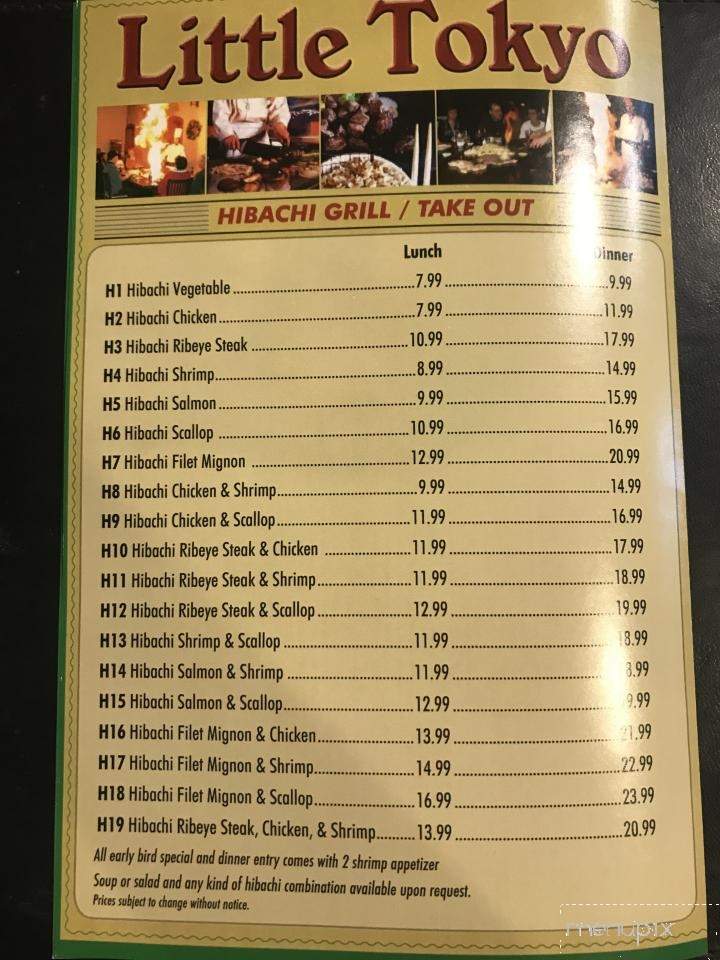 Little Tokyo
HIBACHI GRILL / TAKE OUT
Lunch Dinner
H1 Hibachi Vegetable 7.99 9.99
H2 Hibachi Chicken 7.99 11.99
H3 Hibachi Ribeye Steak 10.99 17.99
H4 Hibachi Shrimp 8.99 14.99
H5 Hibachi Salmon 9.99 15.99
H6 Hibachi Scallop 10.99 16.99
H7 Hibachi Filet Mignon 12.99 20.99
H8 Hibachi Chicken & Shrimp 9.99 14.99
H9 Hibachi Chicken & Scallop 11.99 16.99
H10 Hibachi Ribeye Steak & Chicken 11.99 17.99
H11 Hibachi Ribeye Steak & Shrimp 11.99 18.99
H12 Hibachi Ribeye Steak & Scallop 12.99 19.99
H13 Hibachi Shrimp & Scallop 11.99 18.99
H14 Hibachi Salmon & Shrimp 11.99
H15 Hibachi Salmon & Scallop 12.99
H16 Hibachi Filet Mignon & Chicken 13.99 21.99
H17 Hibachi Filet Mignon & Shrimp 14.99 22.99
H18 Hibachi Filet Mignon & Scallop 16.99 23.99
H19 Hibachi Ribeye Steak, Chicken, & Shrimp 13.99 20.99
All early bird special and dinner entry comes with 2 shrimp appetizer
Soup or salad and any kind of hibachi combination available upon request.
Prices subject to change without notice.
menupix